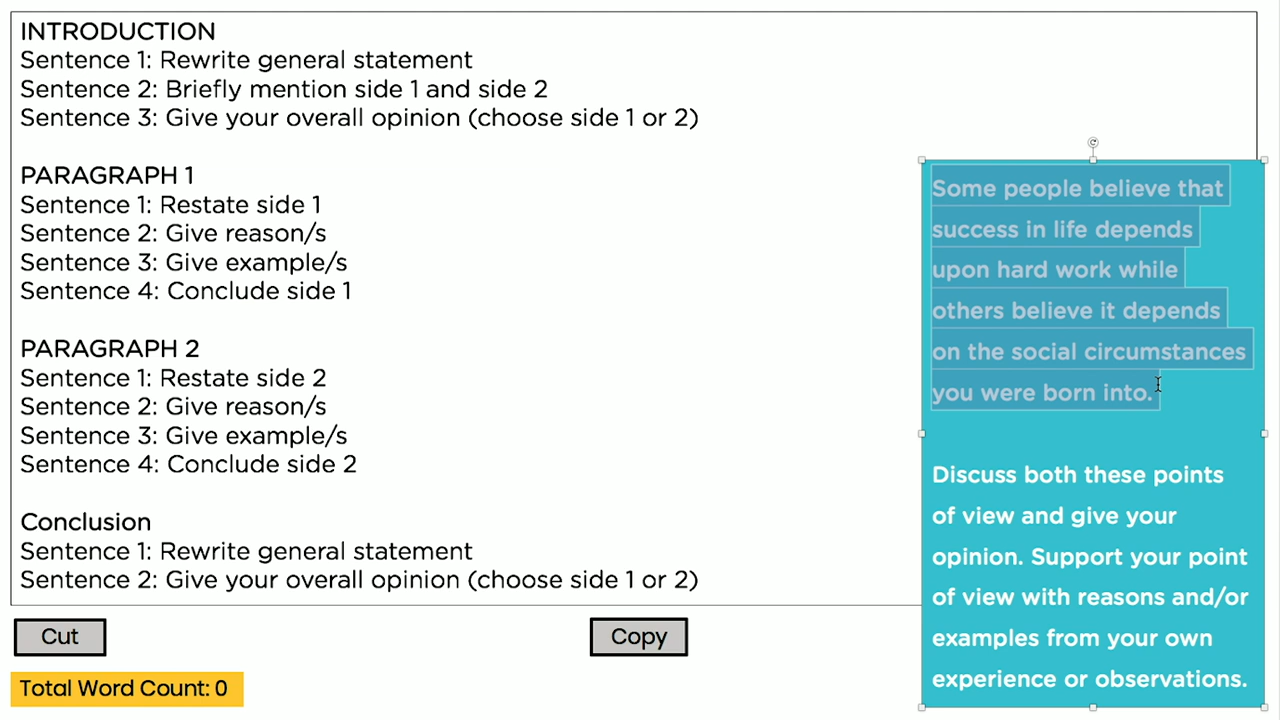 INTRODUCTION
Sentence 1: Rewrite general statement
Sentence 2: Briefly mention side 1 and side 2
Sentence 3: Give your overall opinion (choose side 1 or 2)
PARAGRAPH 1
Sentence 1: Restate side 1
Sentence 2: Give reason/s
Sentence 3: Give example/s
Sentence 4: Conclude side 1
PARAGRAPH 2
Sentence 1: Restate side 2
Sentence 2: Give reason/s
Sentence 3: Give example/s
Sentence 4: Conclude side 2
Conclusion
Sentence 1: Rewrite general statement
Sentence 2: Give your overall opinion (choose side 1 or 2)
Cut
Copy
Total Word Count: 0
Some people believe that
success in life depends
upon hard work while
others believe it depends
on the social circumstances
you were born into.
Discuss both these points
of view and give your
opinion. Support your point
of view with reasons and/or
examples from your own
experience or observations.